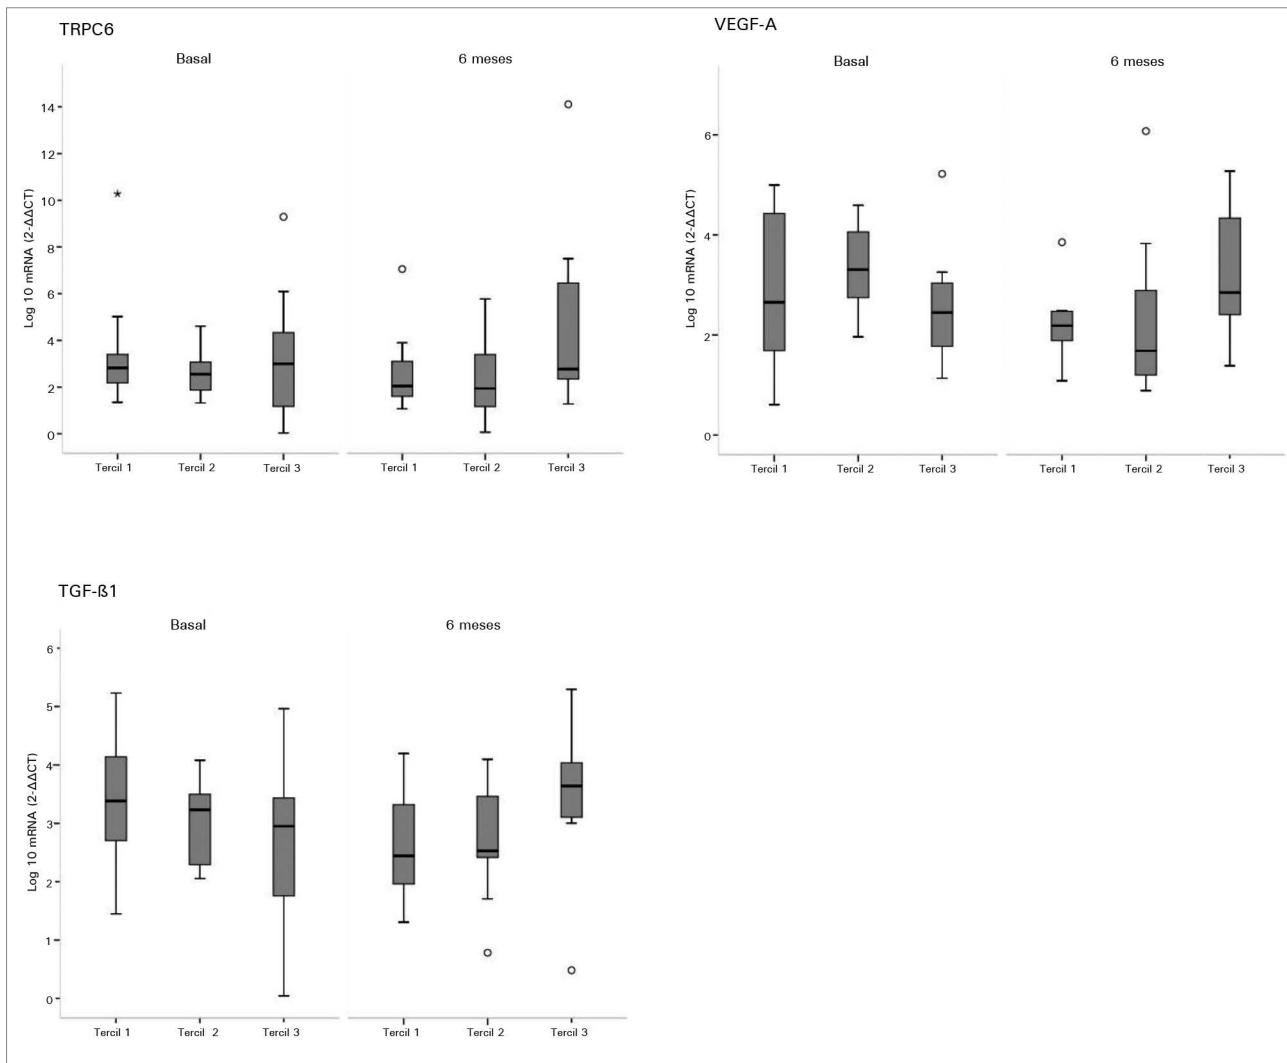 TRPC6
Basal
6 meses
Log 10 mRNA (2-ΔΔCT)
14
12
10
8
6
4
2
0
Tercil 1
Tercil 2
Tercil 3
Tercil 1
Tercil 2
Tercil 3
VEGF-A
Basal
6 meses
Log 10 mRNA (2-ΔΔCT)
6
4
2
0
Tercil 1
Tercil 2
Tercil 3
Tercil 1
Tercil 2
Tercil 3
TGF-ß1
Basal
6 meses
Log 10 mRNA (2-ΔΔCT)
6
5
4
3
2
1
0
Tercil 1
Tercil 2
Tercil 3
Tercil 1
Tercil 2
Tercil 3